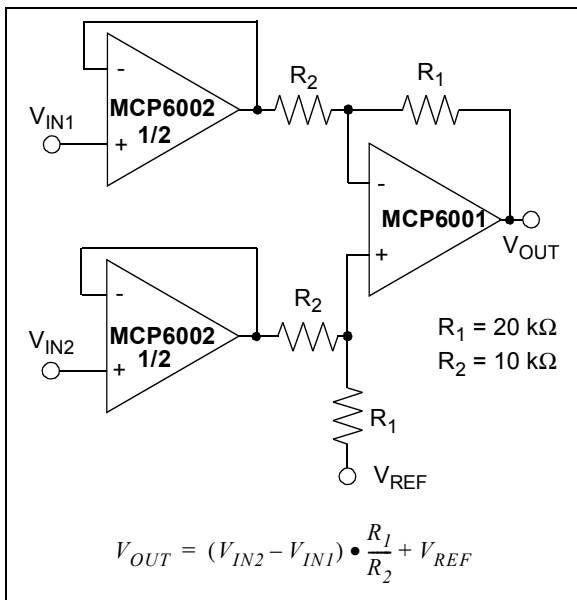 R2
R1
-
MCP6002
1/2
VIN1
+
-
MCP6001
+
VOUT
-
MCP6002
1/2
VIN2
+
R2
R1 = 20 kΩ
R2 = 10 kΩ
R1
VREF
VOUT = (VIN2 – VIN1) • R1/R2 + VREF